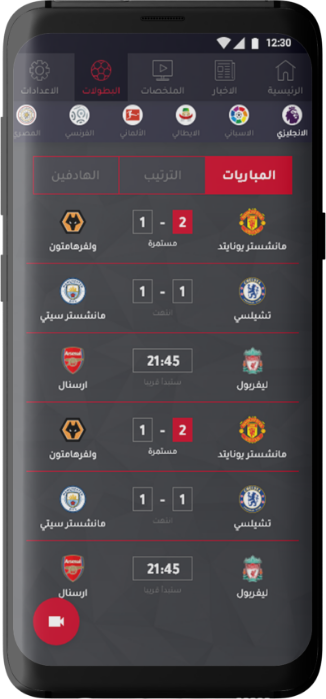 12:30
الرئيسية الاخبار الملخصات البطولات الاعدادات
الانجليزي الاسباني الايطالي الألماني الفرنسي المصري
المباريات الترتيب الهدافين
مانشستر يونايتد 2 - 1 ولفرهامتون
مستمرة
تشيلسي 1 - 1 مانشستر سيتي
انتهت
ليفربول 21:45 ارسنال
ستبدأ قريبا
مانشستر يونايتد 2 - 1 ولفرهامتون
مستمرة
تشيلسي 1 - 1 مانشستر سيتي
انتهت
ليفربول 21:45 ارسنال
ستبدأ قريبا